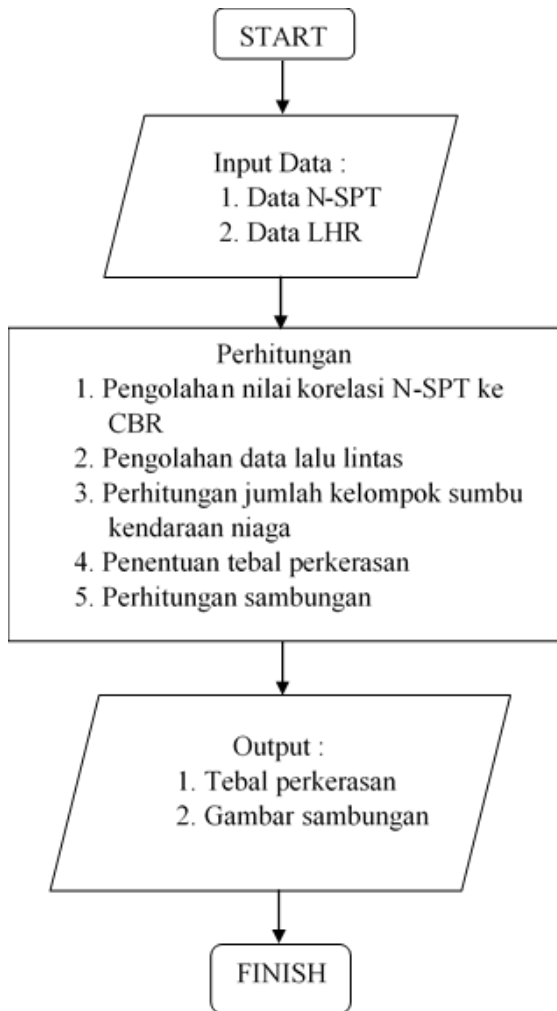 START
Input Data :
1. Data N-SPT
2. Data LHR
Perhitungan
1. Pengolahan nilai korelasi N-SPT ke
CBR
2. Pengolahan data lalu lintas
3. Perhitungan jumlah kelompok sumbu
kendaraan niaga
4. Penentuan tebal perkerasan
5. Perhitungan sambungan
Output :
1. Tebal perkerasan
2. Gambar sambungan
FINISH